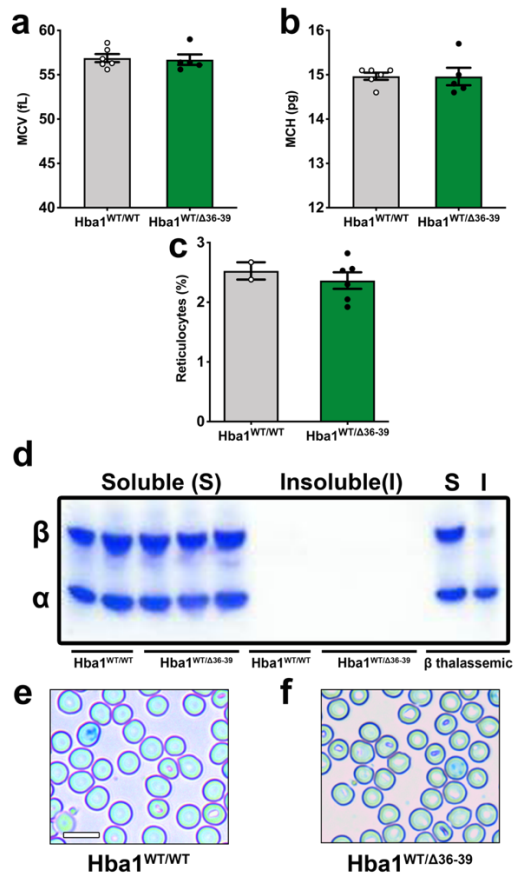 a
MCV (fL)
60
55
50
45
40
Hba1WT/WT
Hba1WT/Δ36-39
b
MCH (pg)
16
15
14
13
12
Hba1WT/WT
Hba1WT/Δ36-39
c
Reticulocytes (%)
3
2
1
0
Hba1WT/WT
Hba1WT/Δ36-39
d
Soluble (S) Insoluble(I) S I
β
α
Hba1WT/WT Hba1WT/Δ36-39 Hba1WT/WT Hba1WT/Δ36-39 β thalassemic
e
Hba1WT/WT
f
Hba1WT/Δ36-39